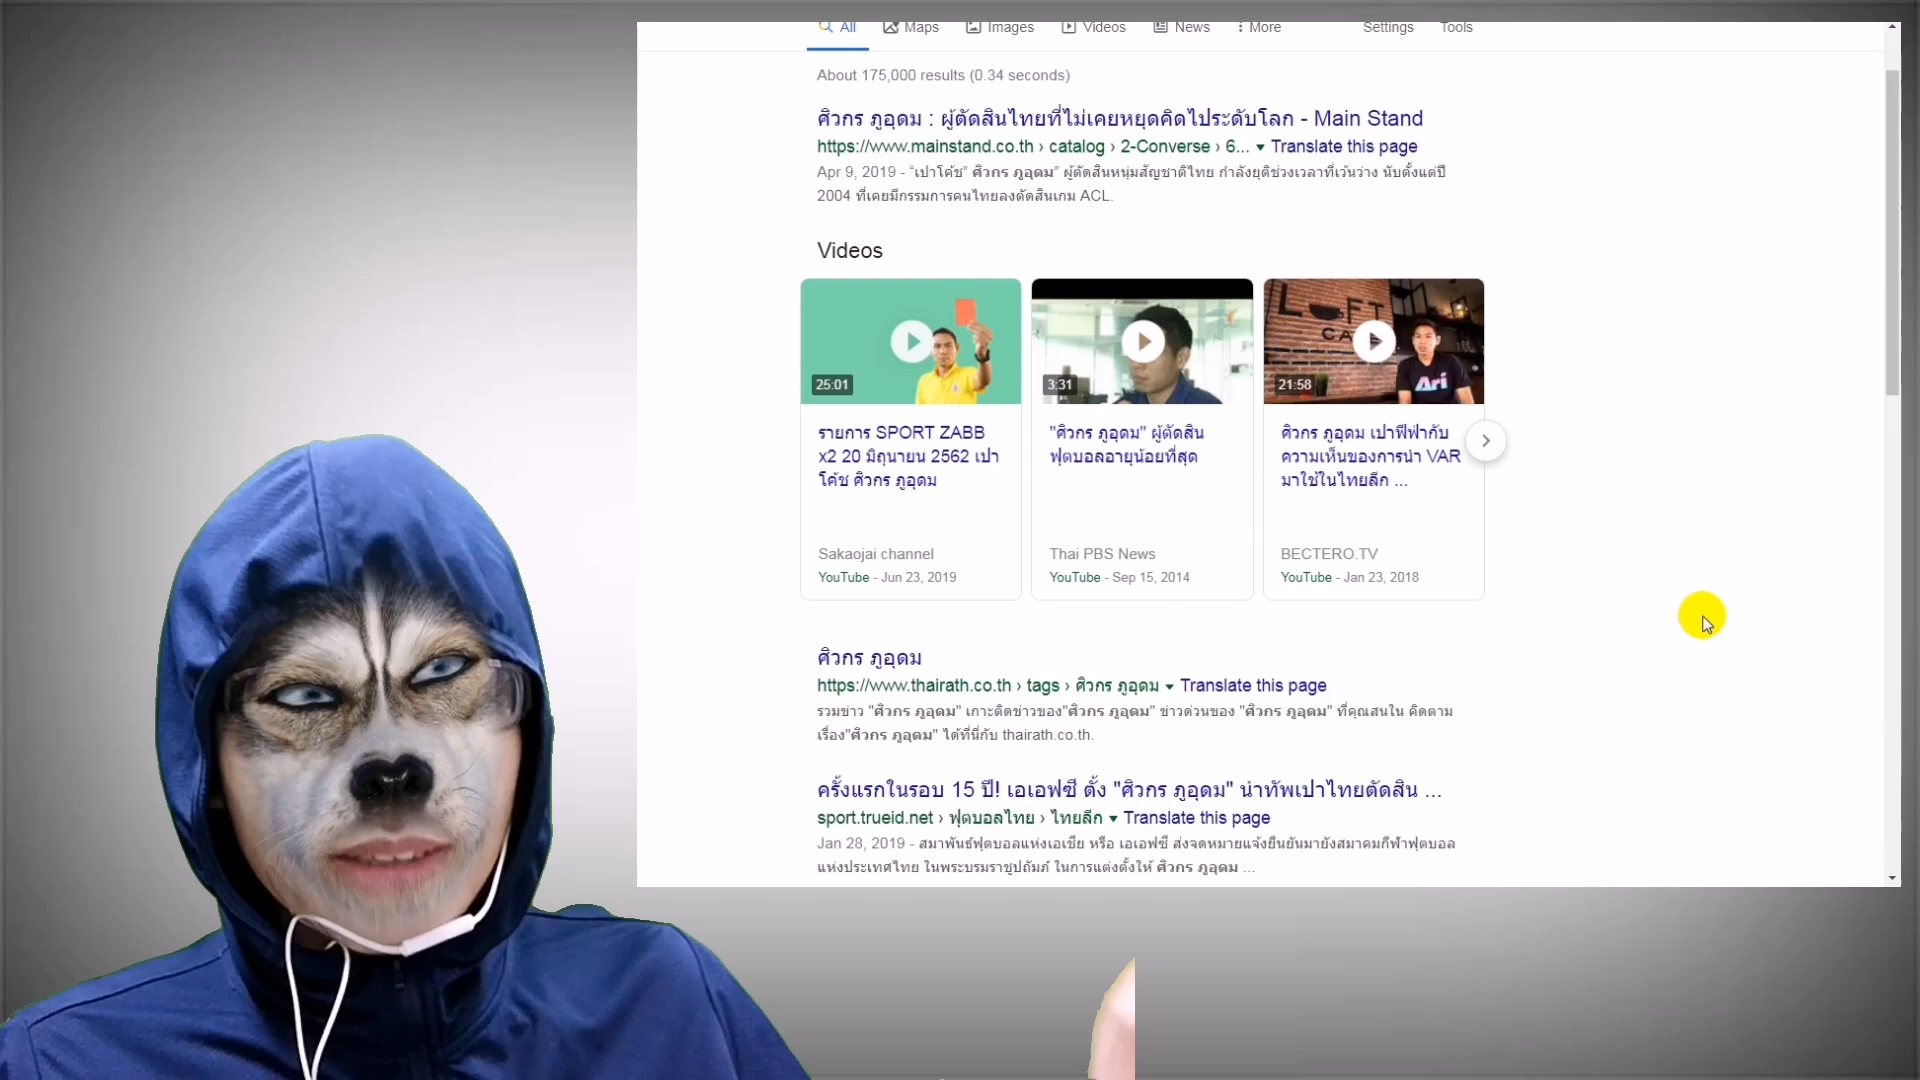 All Maps Images Videos News More Settings Tools
About 175,000 results (0.34 seconds)
ศิวกร ภูอุดม : ผู้ตัดสินไทยที่ไม่เคยหยุดคิดไประดับโลก - Main Stand
https://www.mainstand.co.th › catalog › 2-Converse › 6... Translate this page
Apr 9, 2019 - “เปาโค้ช” ศิวกร ภูอุดม” ผู้ตัดสินหนุ่มสัญชาติไทย กำลังยุติช่วงเวลาที่เว้นว่าง นับตั้งแต่ปี
2004 ที่เคยมีกรรมการคนไทยลงตัดสินเกม ACL.
Videos
LOFT
CA
Ari
25:01
3:31
21:58
รายการ SPORT ZABB
x2 20 มิถุนายน 2562 เปา
โค้ช ศิวกร ภูอุดม
Sakaojai channel
YouTube - Jun 23, 2019
"ศิวกร ภูอุดม" ผู้ตัดสิน
ฟุตบอลอายุน้อยที่สุด
Thai PBS News
YouTube - Sep 15, 2014
ศิวกร ภูอุดม เปาฟีฟ่ากับ
ความเห็นของการนำ VAR
มาใช้ในไทยลีก ...
BECTERO.TV
YouTube - Jan 23, 2018
ศิวกร ภูอุดม
https://www.thairath.co.th › tags › ศิวกร ภูอุดม Translate this page
รวมข่าว "ศิวกร ภูอุดม" เกาะติดข่าวของ"ศิวกร ภูอุดม" ข่าวด่วนของ "ศิวกร ภูอุดม" ที่คุณสนใน คิดตาม
เรื่อง"ศิวกร ภูอุดม" ได้ที่นี่กับ thairath.co.th.
ครั้งแรกในรอบ 15 ปี! เอเอฟซี ตั้ง "ศิวกร ภูอุดม" นำทัพเปาไทยตัดสิน ...
sport.trueid.net › ฟุตบอลไทย › ไทยลีก Translate this page
Jan 28, 2019 - สมาพันธ์ฟุตบอลแห่งเอเชีย หรือ เอเอฟซี ส่งจดหมายแจ้งยืนยันมายังสมาคมกีฬาฟุตบอล
แห่งประเทศไทย ในพระบรมราชูปถัมภ์ ในการแต่งตั้งให้ ศิวกร ภูอุดม ...